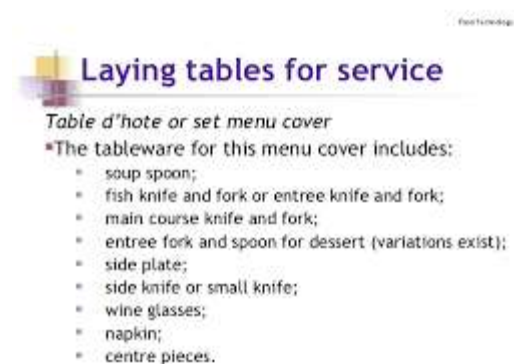 Food Technology
Laying tables for service
Table d'hote or set menu cover
▪The tableware for this menu cover includes:
▪ soup spoon;
▪ fish knife and fork or entree knife and fork;
▪ main course knife and fork;
▪ entree fork and spoon for dessert (variations exist);
▪ side plate;
▪ side knife or small knife;
▪ wine glasses;
▪ napkin;
▪ centre pieces.